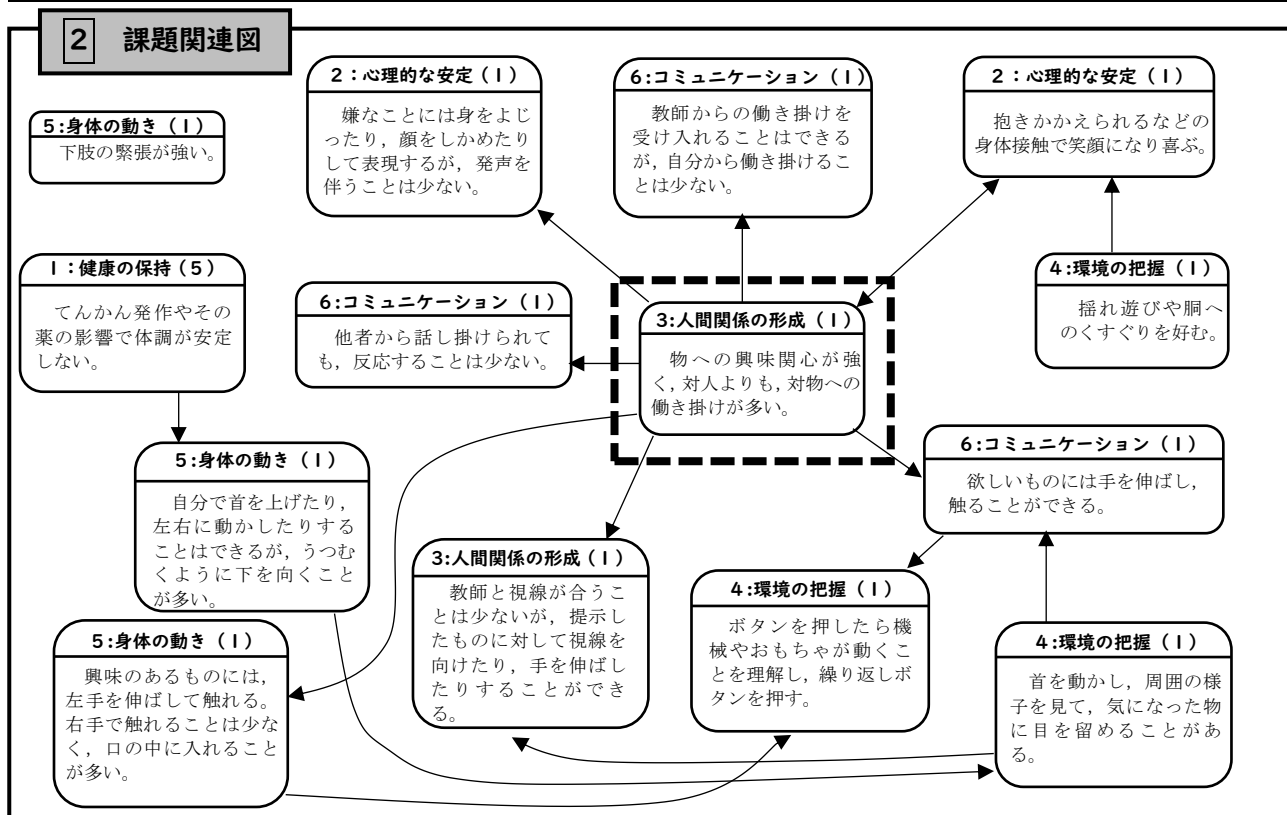 2 課題関連図
2：心理的な安定（1）
嫌なことには身をよじ
ったり，顔をしかめたり
して表現するが，発声を
伴うことは少ない。
6:コミュニケーション（1）
教師からの働き掛けを
受け入れることはできる
が，自分から働き掛けるこ
とは少ない。
2：心理的な安定（1）
抱きかかえられるなどの
身体接触で笑顔になり喜ぶ。
5:身体の動き（1）
下肢の緊張が強い。
1：健康の保持（5）
てんかん発作やその
薬の影響で体調が安定
しない。
6:コミュニケーション（1）
他者から話し掛けられて
も，反応することは少ない。
3:人間関係の形成（1）
物への興味関心が強
く，対人よりも，対物への
働き掛けが多い。
4:環境の把握（1）
揺れ遊びや胴へ
のくすぐりを好む。
5:身体の動き（1）
自分で首を上げたり，
左右に動かしたりする
ことはできるが，うつむ
くように下を向くこと
が多い。
3:人間関係の形成（1）
教師と視線が合うこ
とは少ないが，提示し
たものに対して視線を
向けたり，手を伸ばし
たりすることができ
る。
6:コミュニケーション（1）
欲しいものには手を伸ばし，
触ることができる。
5:身体の動き（1）
興味のあるものには，
左手を伸ばして触れる。
右手で触れることは少な
く，口の中に入れること
が多い。
4:環境の把握（1）
ボタンを押したら機
械やおもちゃが動くこ
とを理解し，繰り返しボ
タンを押す。
4:環境の把握（1）
首を動かし，周囲の様
子を見て，気になった物
に目を留めることがあ
る。